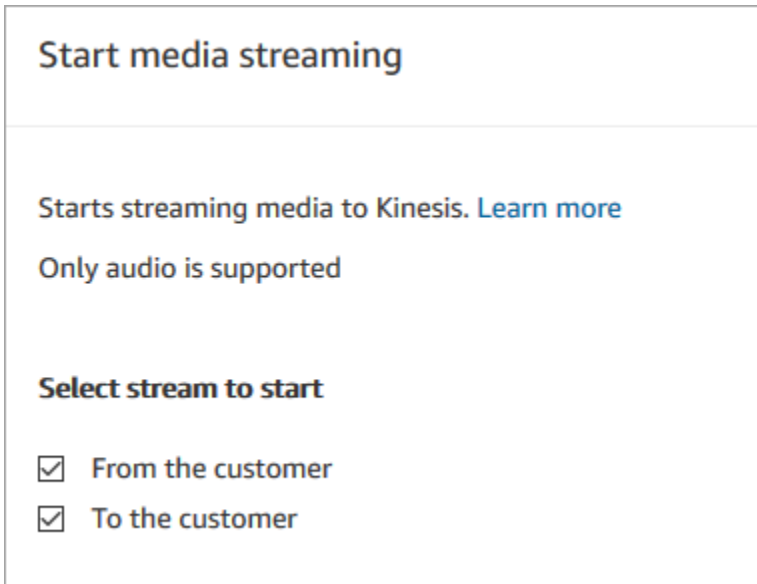 Start media streaming
Starts streaming media to Kinesis. Learn more
Only audio is supported
Select stream to start
From the customer
To the customer